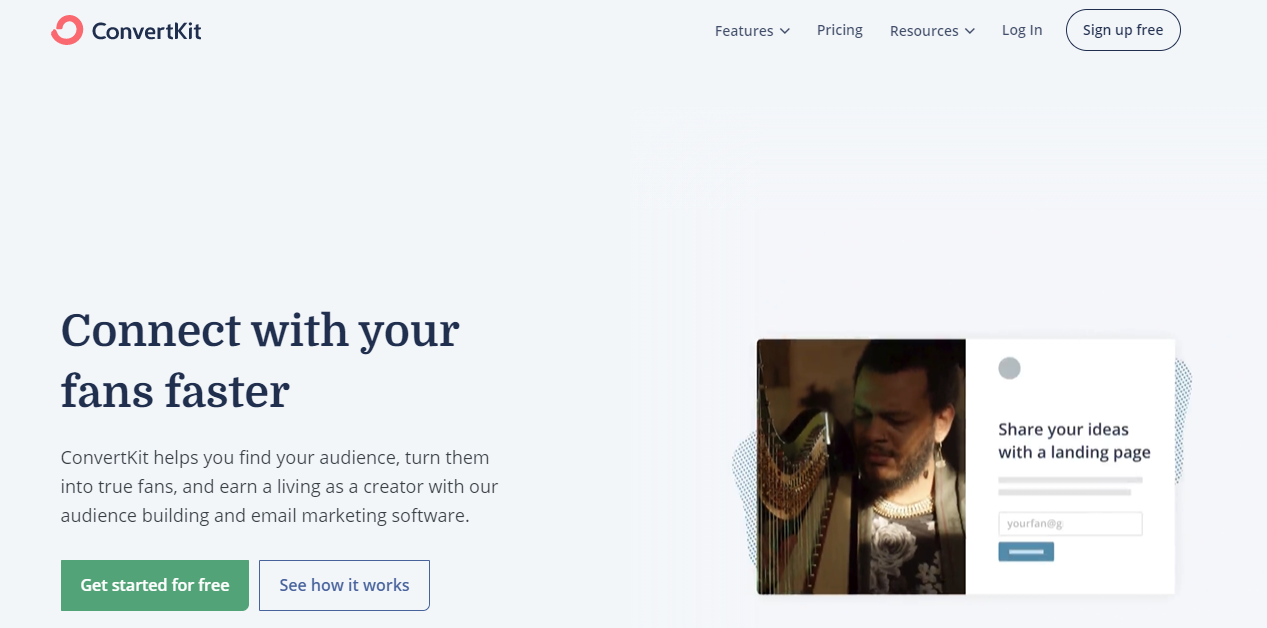 ConvertKit
Features
Pricing
Resources
Log In
Sign up free
Connect with your
fans faster
ConvertKit helps you find your audience, turn them
into true fans, and earn a living as a creator with our
audience building and email marketing software.
Get started for free
See how it works
Share your ideas
with a landing page
yourfan@g